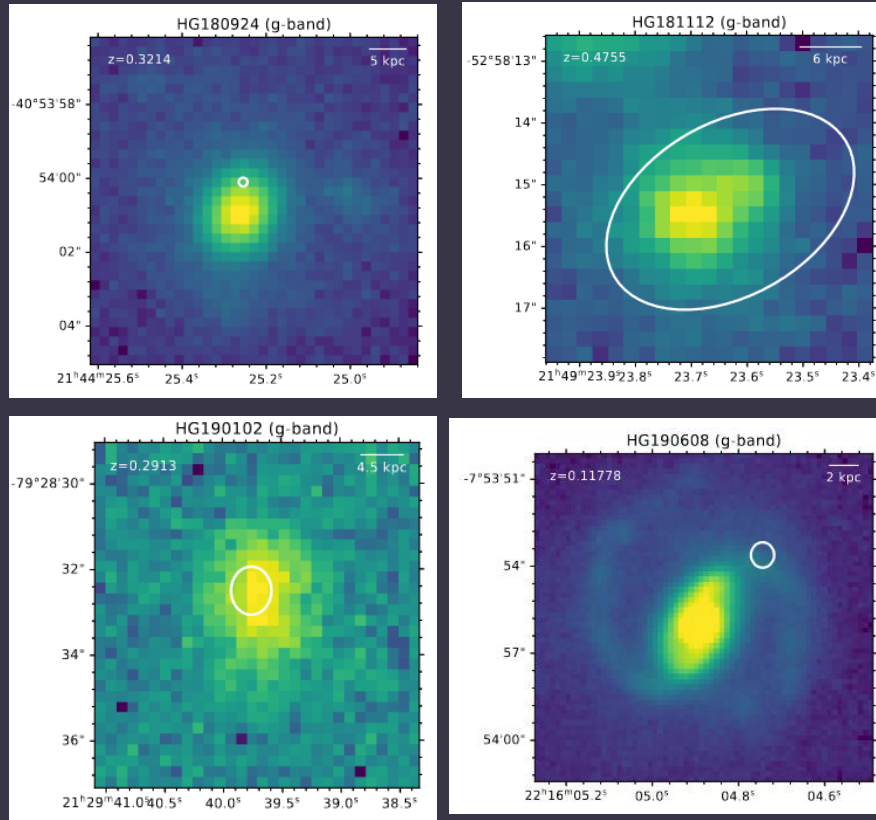 HG180924 (g-band)
z=0.3214
5 kpc
-40°53'58"
54'00"
02"
04"
21ʰ44ᵐ25.6ˢ 25.4ˢ 25.2ˢ 25.0ˢ
HG181112 (g-band)
z=0.4755
6 kpc
-52°58'13"
14"
15"
16"
17"
21ʰ49ᵐ23.9ˢ23.8ˢ 23.7ˢ 23.6ˢ 23.5ˢ 23.4ˢ
HG190102 (g-band)
z=0.2913
4.5 kpc
-79°28'30"
32"
34"
36"
21ʰ29ᵐ41.0ˢ40.5ˢ 40.0ˢ 39.5ˢ 39.0ˢ 38.5ˢ
HG190608 (g-band)
z=0.11778
2 kpc
-7°53'51"
54"
57"
54'00"
22ʰ16ᵐ05.2ˢ 05.0ˢ 04.8ˢ 04.6ˢ